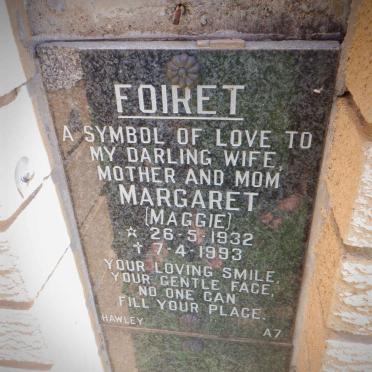 FOIRET
A SYMBOL OF LOVE TO
MY DARLING WIFE,
MOTHER AND MOM
MARGARET
(MAGGIE)
☆ 26-5-1932
✝ 7-4-1993
YOUR LOVING SMILE
YOUR GENTLE FACE,
NO ONE CAN
FILL YOUR PLACE.
HAWLEY A7